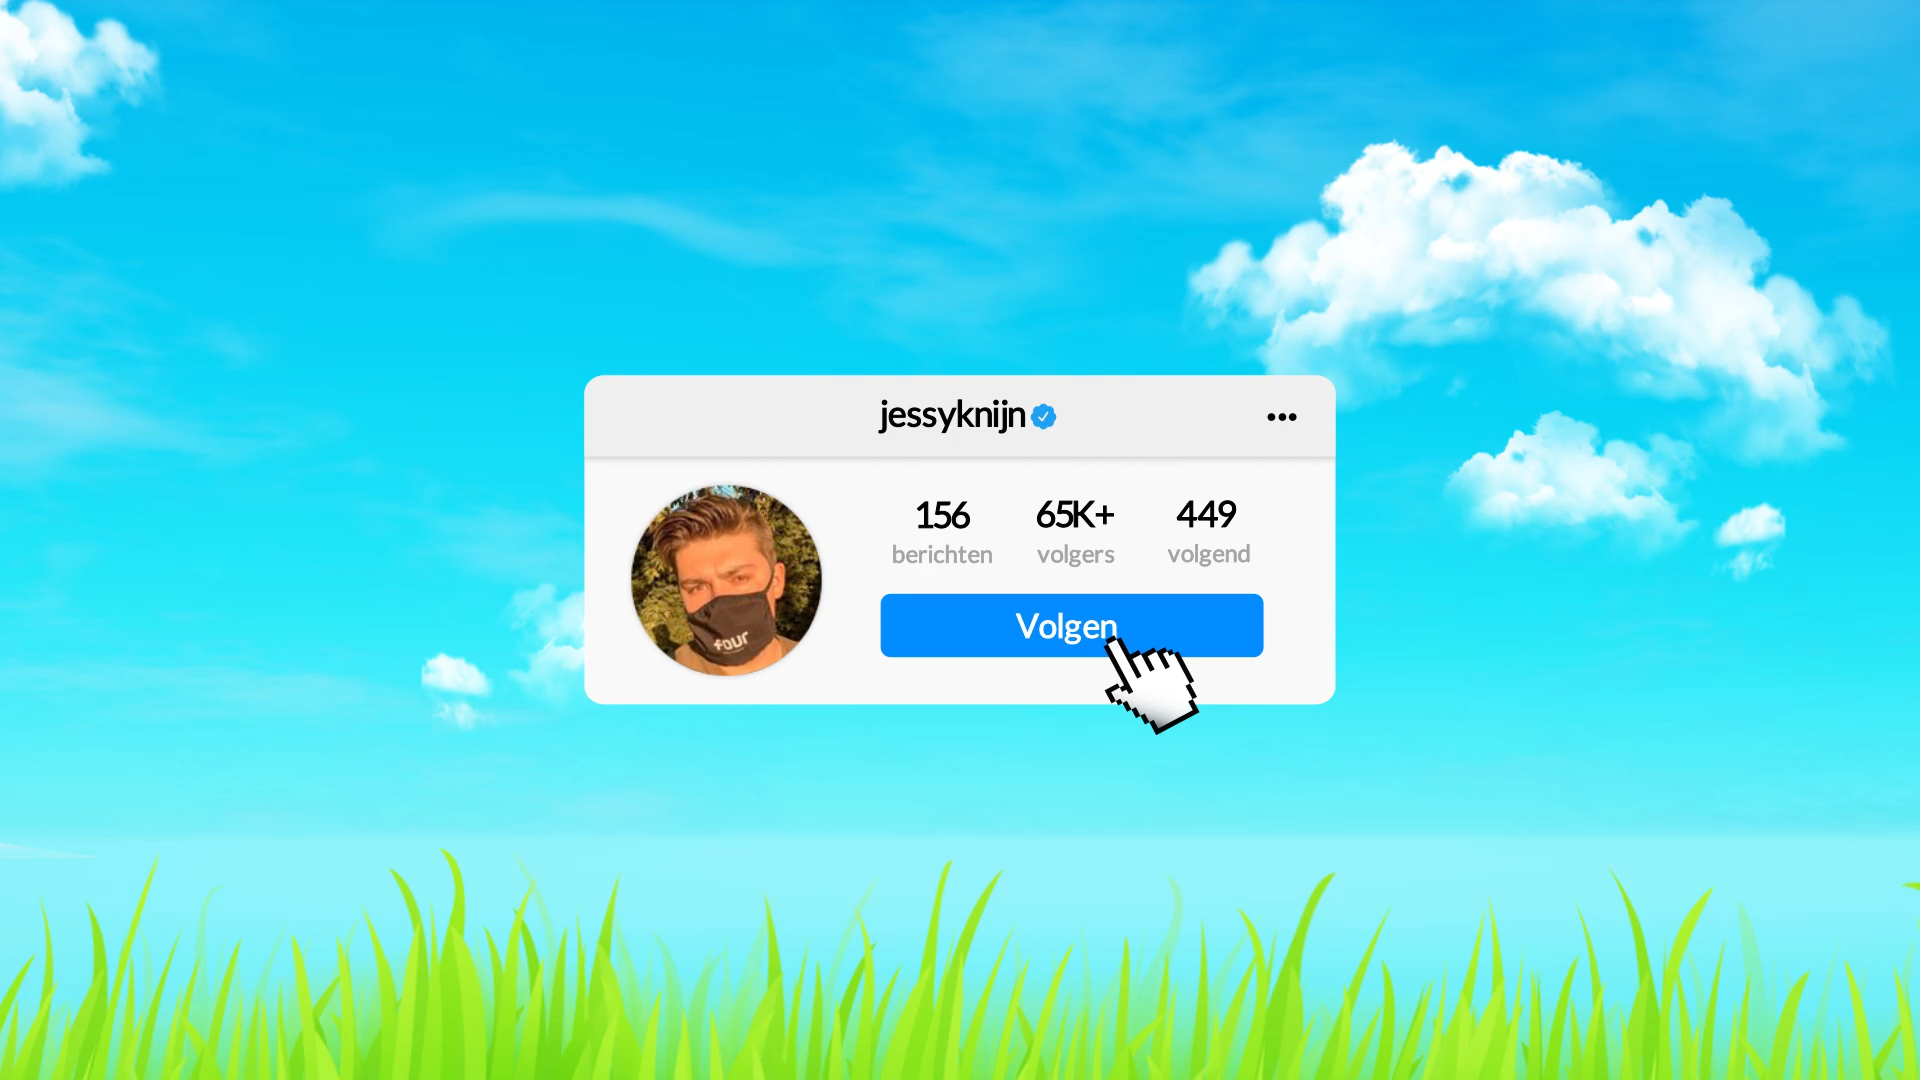 jessyknijn
156 65K+ 449
berichten volgers volgend
Volgen
four